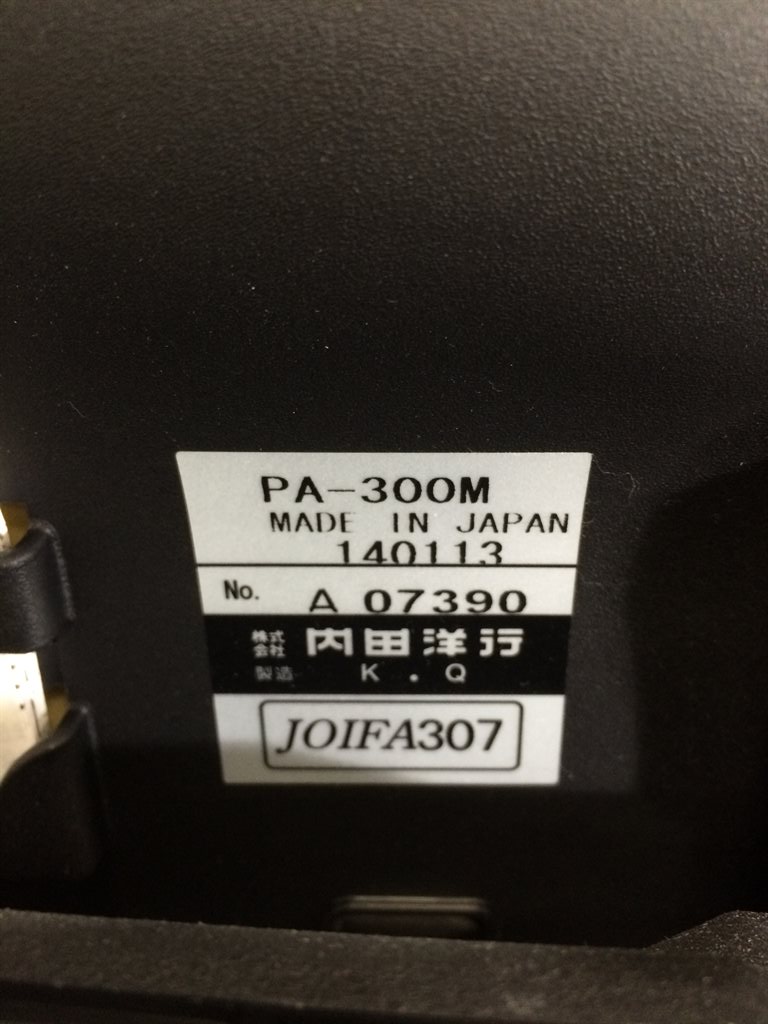 PA-300M
MADE IN JAPAN
140113
No. A 07390
株式会社 内田洋行
製造 K.Q
JOIFA307